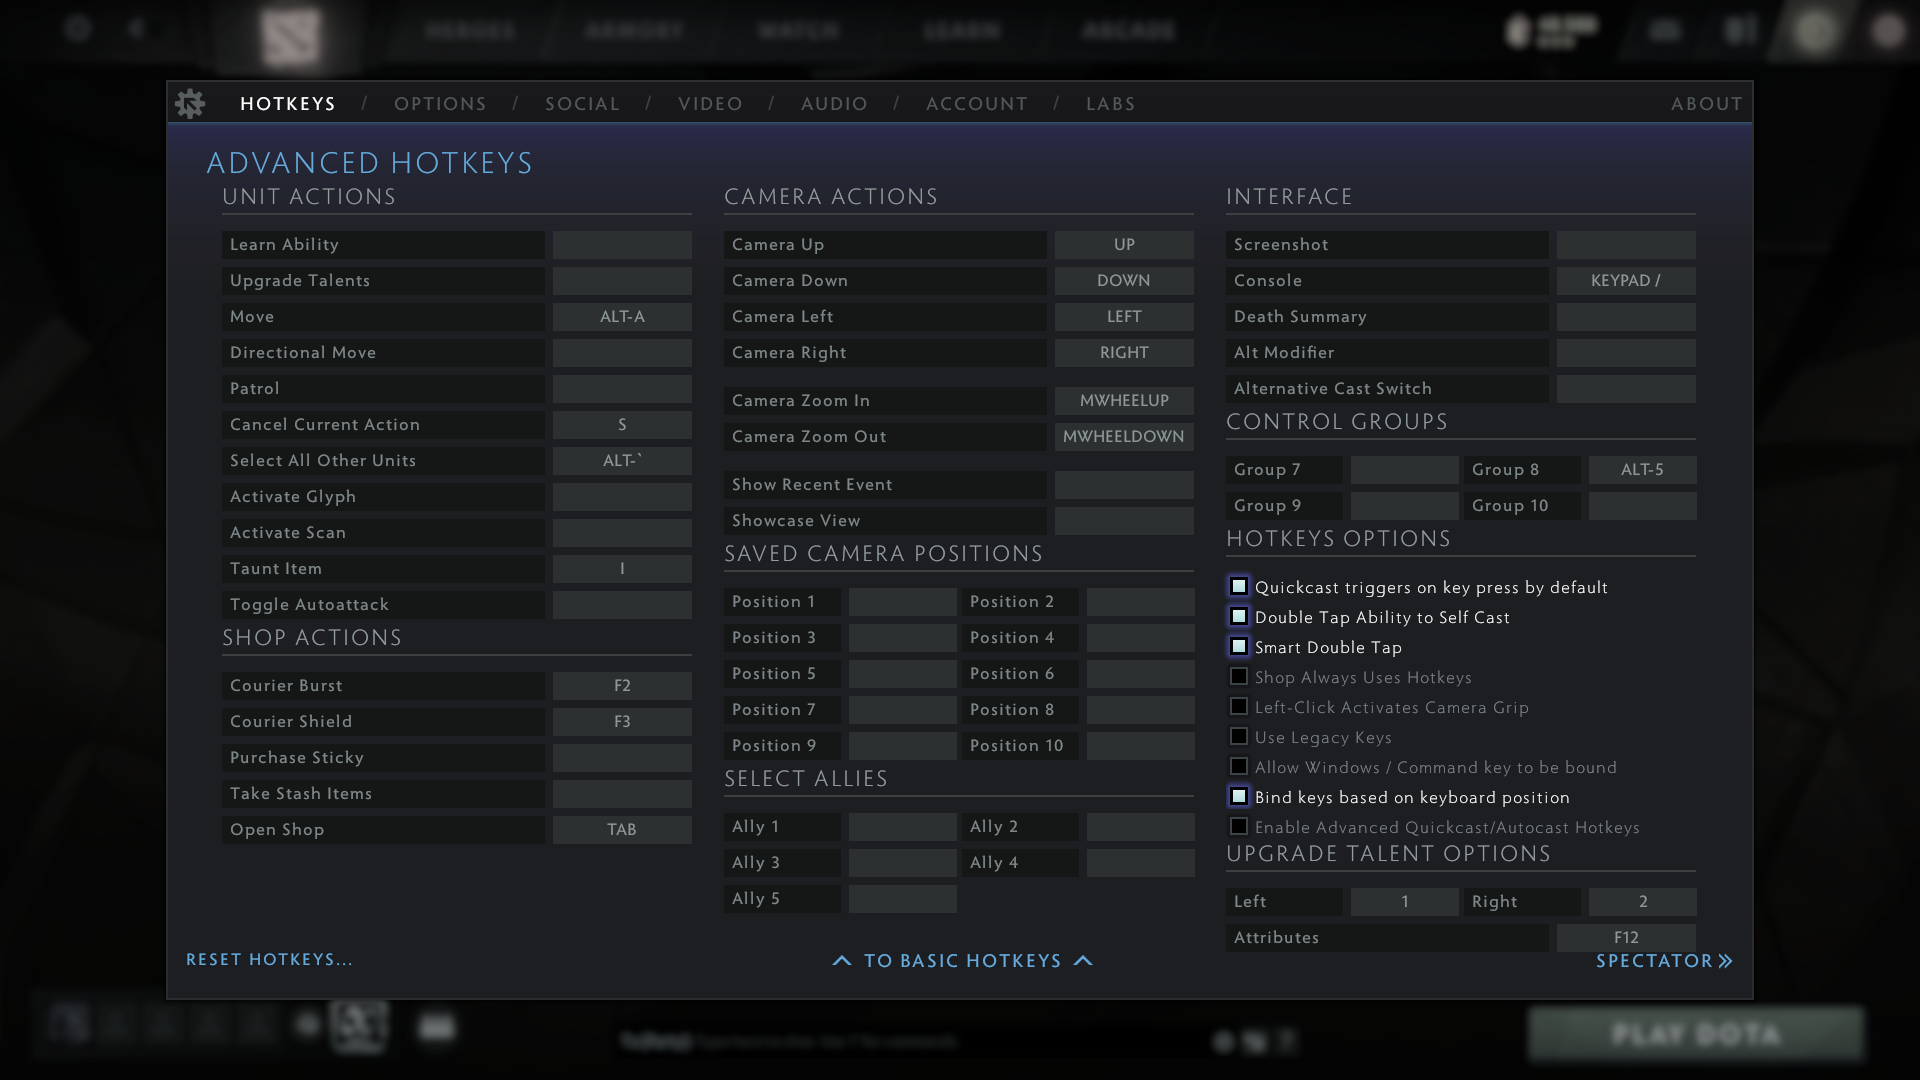 HEROES ARMORY WATCH LEARN ARCADE
HOTKEYS / OPTIONS / SOCIAL / VIDEO / AUDIO / ACCOUNT / LABS ABOUT
ADVANCED HOTKEYS
UNIT ACTIONS
Learn Ability
Upgrade Talents
Move ALT-A
Directional Move
Patrol
Cancel Current Action S
Select All Other Units ALT-`
Activate Glyph
Activate Scan
Taunt Item I
Toggle Autoattack
SHOP ACTIONS
Courier Burst F2
Courier Shield F3
Purchase Sticky
Take Stash Items
Open Shop TAB
CAMERA ACTIONS
Camera Up UP
Camera Down DOWN
Camera Left LEFT
Camera Right RIGHT
Camera Zoom In MWHEELUP
Camera Zoom Out MWHEELDOWN
Show Recent Event
Showcase View
SAVED CAMERA POSITIONS
Position 1 Position 2
Position 3 Position 4
Position 5 Position 6
Position 7 Position 8
Position 9 Position 10
SELECT ALLIES
Ally 1 Ally 2
Ally 3 Ally 4
Ally 5
INTERFACE
Screenshot
Console KEYPAD /
Death Summary
Alt Modifier
Alternative Cast Switch
CONTROL GROUPS
Group 7 Group 8 ALT-5
Group 9 Group 10
HOTKEYS OPTIONS
Quickcast triggers on key press by default
Double Tap Ability to Self Cast
Smart Double Tap
Shop Always Uses Hotkeys
Left-Click Activates Camera Grip
Use Legacy Keys
Allow Windows / Command key to be bound
Bind keys based on keyboard position
Enable Advanced Quickcast/Autocast Hotkeys
UPGRADE TALENT OPTIONS
Left 1 Right 2
Attributes F12
RESET HOTKEYS...
TO BASIC HOTKEYS
SPECTATOR
PLAY DOTA